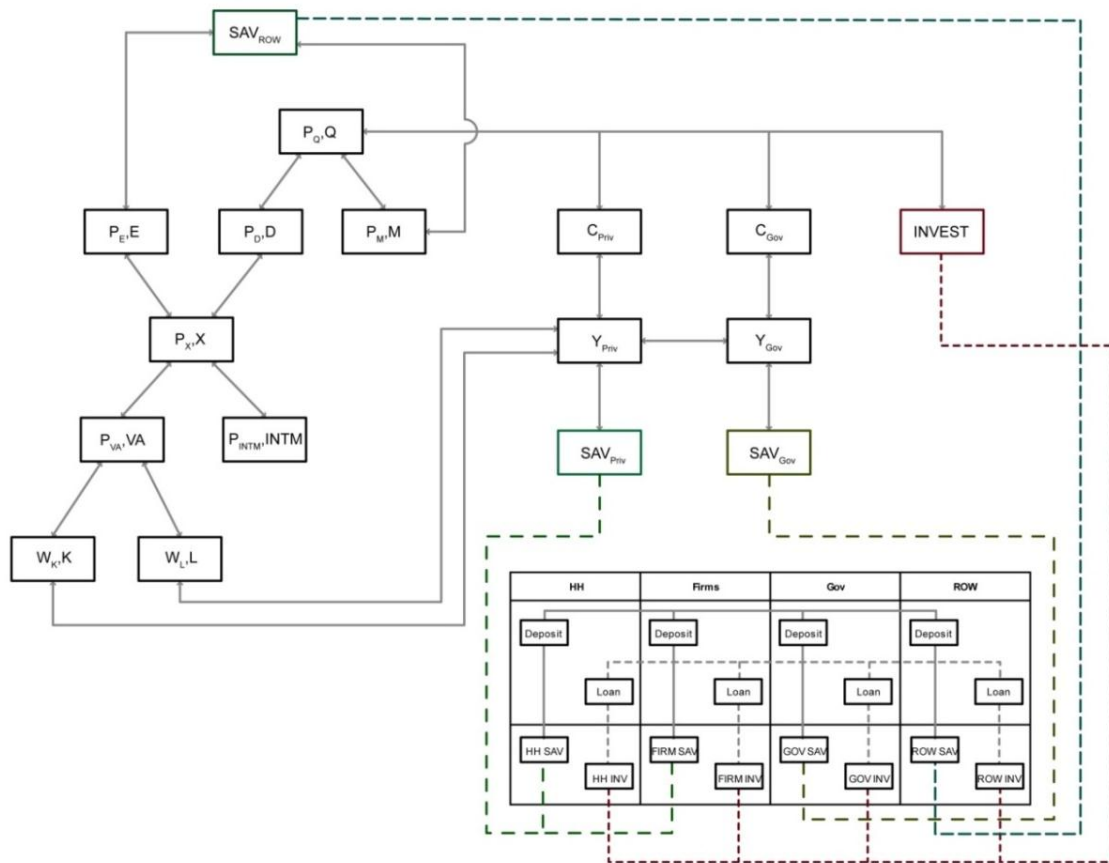 SAV_ROW
P_Q,Q
P_E,E
P_D,D
P_M,M
C_Priv
C_Gov
INVEST
P_X,X
Y_Priv
Y_Gov
P_VA,VA
P_INTM,INTM
SAV_Priv
SAV_Gov
W_K,K
W_L,L
HH
Firms
Gov
ROW
Deposit
Deposit
Deposit
Deposit
Loan
Loan
Loan
Loan
HH SAV
FIRM SAV
GOV SAV
ROW SAV
HH INV
FIRM INV
GOV INV
ROW INV